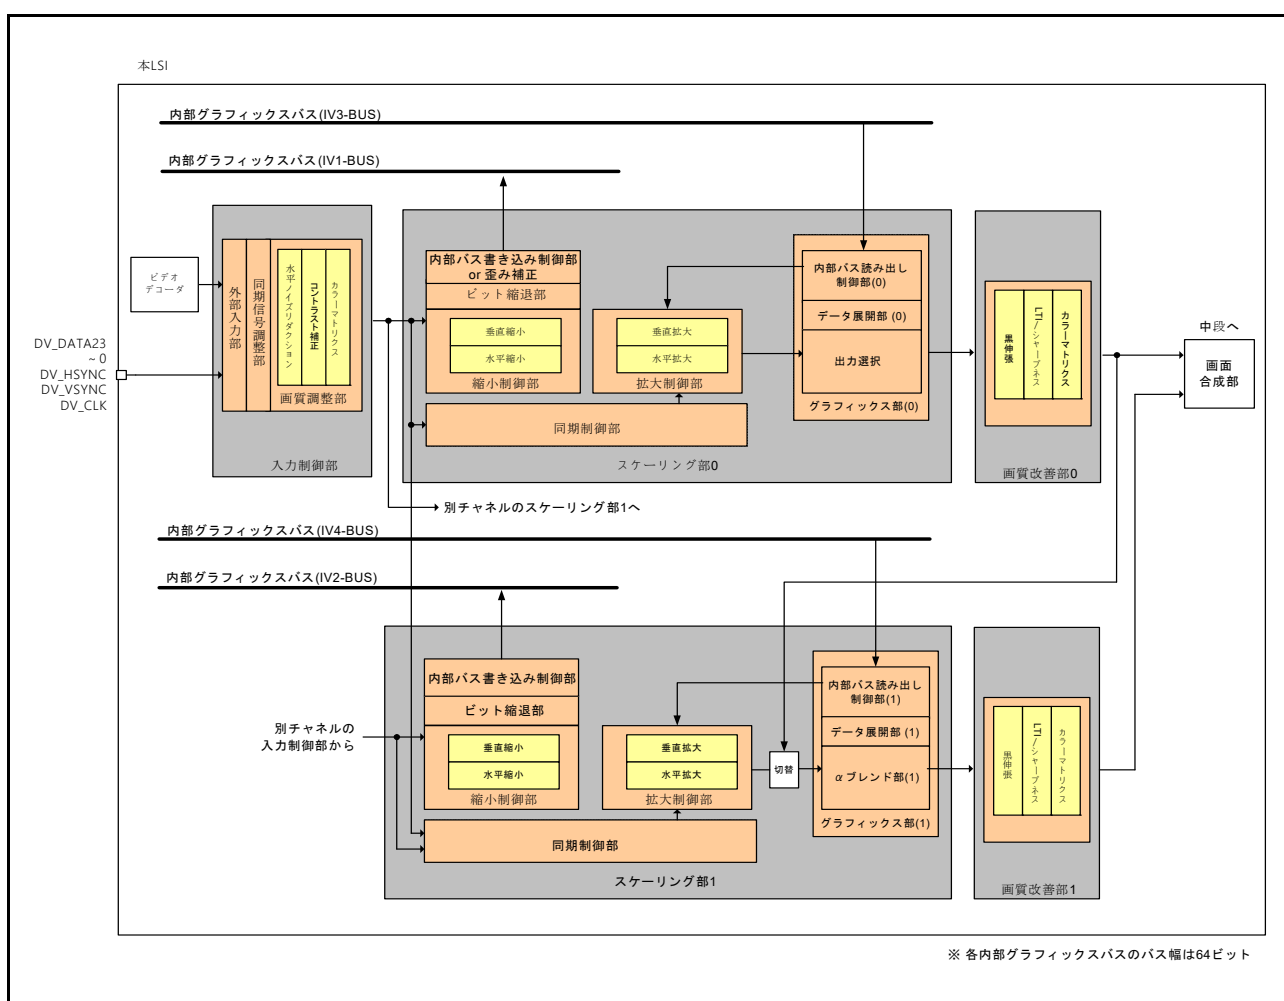 本LSI
内部グラフィックスバス(IV3-BUS)
内部グラフィックスバス(IV1-BUS)
ビデオ
デコーダ
DV_DATA23
~ 0
DV_HSYNC
DV_VSYNC
DV_CLK
外部入力部
同期信号調整部
水平ノイズリダクション
コントラスト補正
カラーマトリクス
画質調整部
入力制御部
内部バス書き込み制御部
or 歪み補正
ビット縮退部
垂直縮小
水平縮小
縮小制御部
垂直拡大
水平拡大
拡大制御部
同期制御部
内部バス読み出し
制御部(0)
データ展開部 (0)
出力選択
グラフィックス部(0)
スケーリング部0
黒伸張
LTI/シャープネス
カラーマトリクス
画質改善部0
中段へ
画面
合成部
別チャネルのスケーリング部1へ
内部グラフィックスバス(IV4-BUS)
内部グラフィックスバス(IV2-BUS)
別チャネルの
入力制御部から
内部バス書き込み制御部
ビット縮退部
垂直縮小
水平縮小
縮小制御部
垂直拡大
水平拡大
拡大制御部
切替
同期制御部
内部バス読み出し
制御部(1)
データ展開部 (1)
αブレンド部(1)
グラフィックス部(1)
スケーリング部1
黒伸張
LTI/シャープネス
カラーマトリクス
画質改善部1
※ 各内部グラフィックスバスのバス幅は64ビット